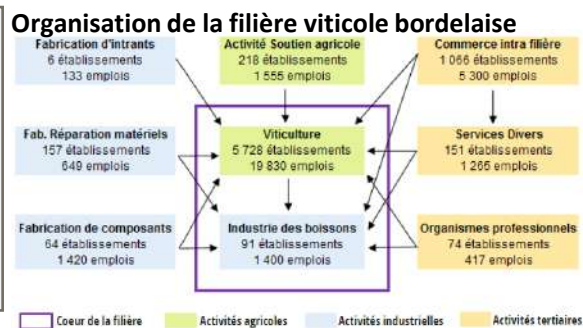 Organisation de la filière viticole bordelaise
Fabrication d'intrants
6 établissements
133 emplois
Activité Soutien agricole
218 établissements
1 555 emplois
Commerce intra filière
1 066 établissements
5 300 emplois
Fab. Réparation matériels
157 établissements
649 emplois
Viticulture
5 728 établissements
19 830 emplois
Services Divers
151 établissements
1 265 emplois
Fabrication de composants
64 établissements
1 420 emplois
Industrie des boissons
91 établissements
1 400 emplois
Organismes professionnels
74 établissements
417 emplois
Coeur de la filière
Activités agricoles
Activités industrielles
Activités tertiaires